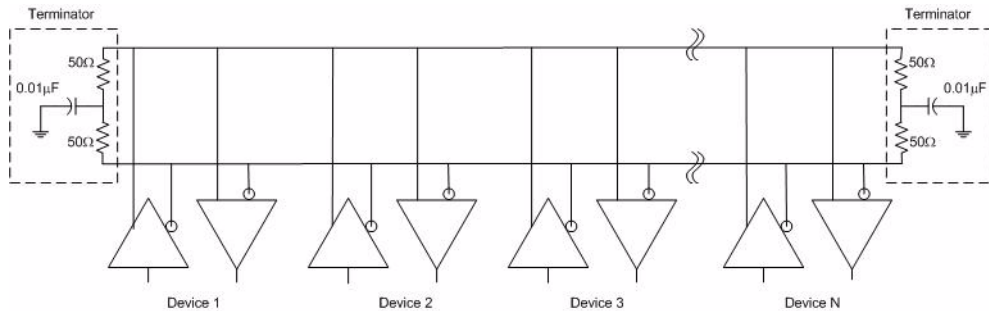 Terminator
Terminator
50Ω
50Ω
0.01µF
0.01µF
50Ω
50Ω
Device 1
Device 2
Device 3
Device N